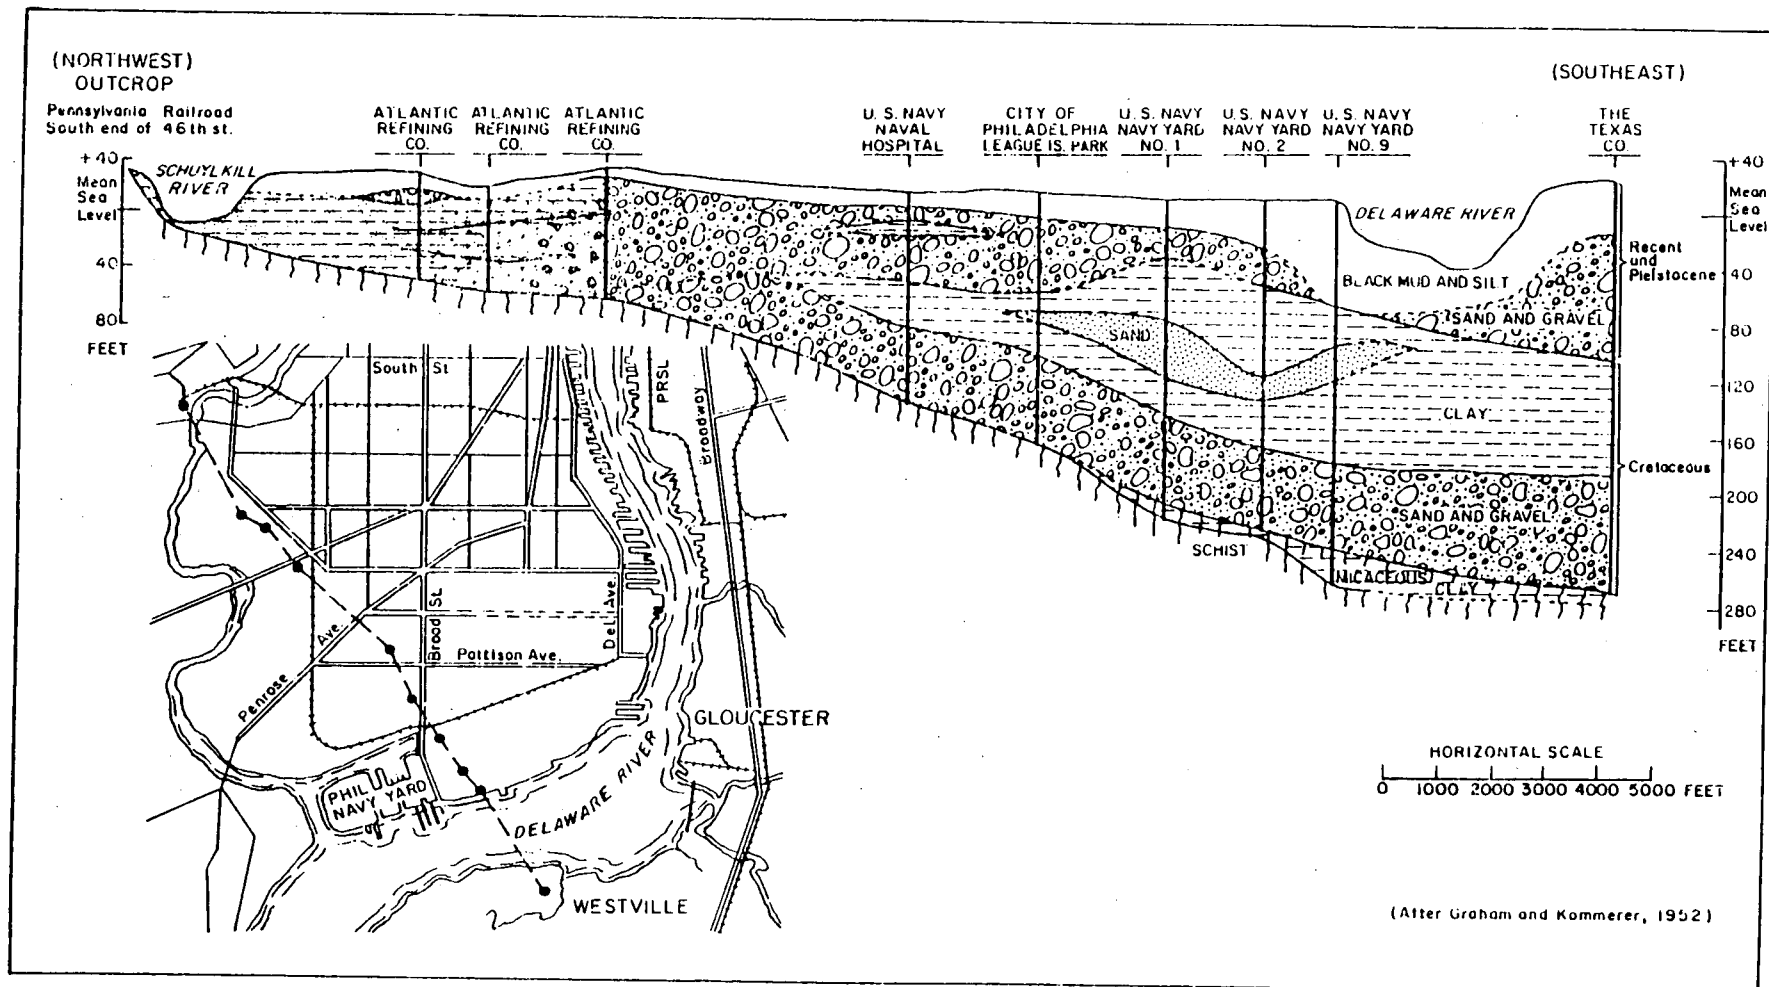 (NORTHWEST)
OUTCROP
Pennsylvania Railroad
South end of 46th st.
ATLANTIC
REFINING
CO.
ATLANTIC
REFINING
CO.
ATLANTIC
REFINING
CO.
U. S. NAVY
NAVAL
HOSPITAL
CITY OF
PHILADELPHIA
LEAGUE IS. PARK
U. S. NAVY
NAVY YARD
NO. 1
U. S. NAVY
NAVY YARD
NO. 2
U. S. NAVY
NAVY YARD
NO. 9
(SOUTHEAST)
THE
TEXAS
CO.
+40
Mean
Sea
Level
40
80
FEET
SCHUYLKILL
RIVER
DELAWARE RIVER
BLACK MUD AND SILT
SAND AND GRAVEL
SAND
CLAY
SAND AND GRAVEL
SCHIST
MICACEOUS
CLAY
+40
Mean
Sea
Level
40
80
120
160
200
240
280
FEET
Recent
and
Pleistocene
Cretaceous
South St
PRSL
Broadway
Broad St.
Del. Ave.
Penrose Ave.
Pattison Ave.
GLOUCESTER
PHIL
NAVY YARD
DELAWARE RIVER
WESTVILLE
HORIZONTAL SCALE
0 1000 2000 3000 4000 5000 FEET
(After Graham and Kammerer, 1952)